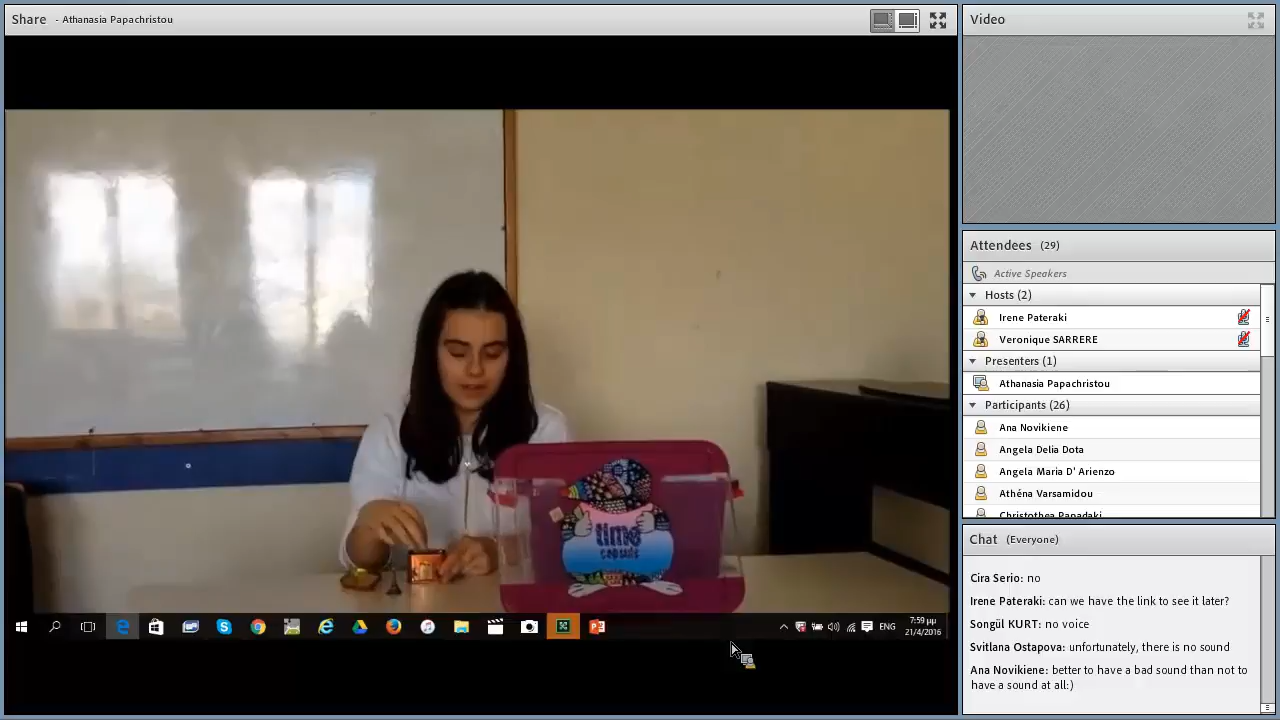 Share - Athanasia Papachristou
Video
Attendees (29)
Active Speakers
Hosts (2)
Irene Pateraki
Veronique SARRERE
Presenters (1)
Athanasia Papachristou
Participants (26)
Ana Novikiene
Angela Delia Dota
Angela Maria D' Arienzo
Athéna Varsamidou
Christothea Papadaki
Chat (Everyone)
Cira Serio: no
Irene Pateraki: can we have the link to see it later?
Songül KURT: no voice
Svitlana Ostapova: unfortunately, there is no sound
Ana Novikiene: better to have a bad sound than not to
have a sound at all:)
time
capsule
ENG
7:59 μμ
21/4/2016